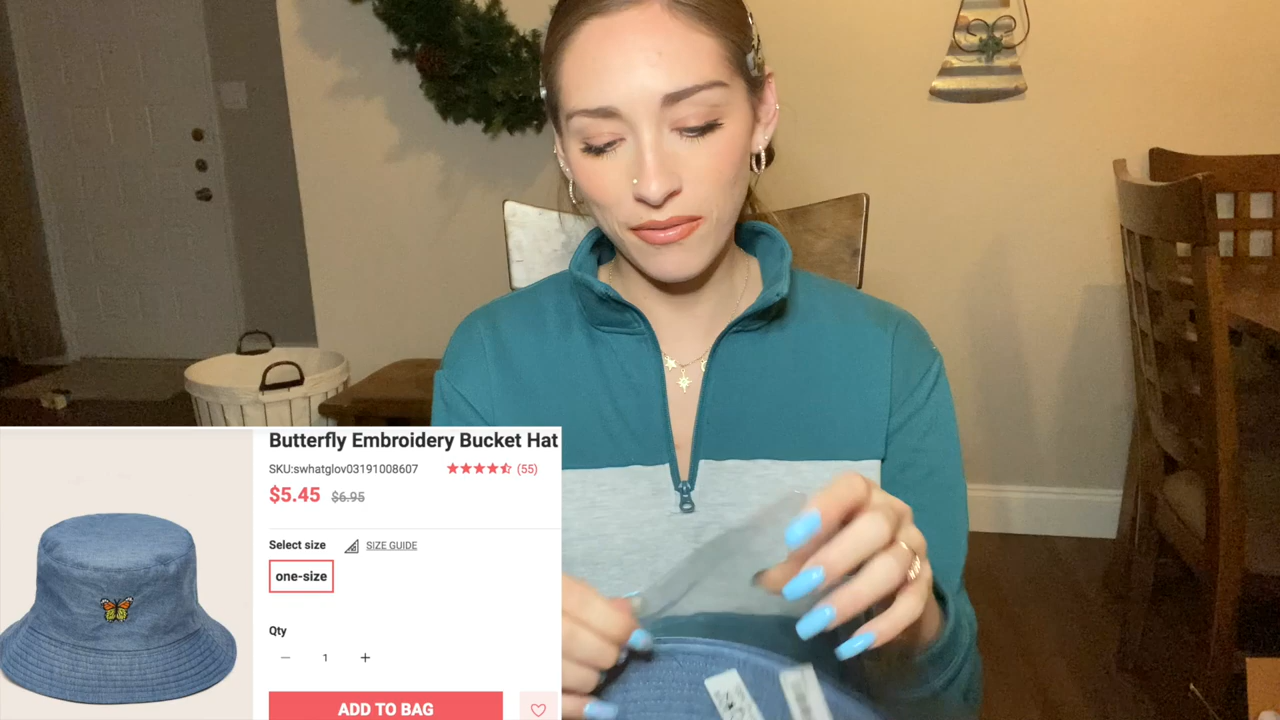 Butterfly Embroidery Bucket Hat
SKU:swhatglov03191008607 (55)
$5.45 $6.95
Select size SIZE GUIDE
one-size
Qty
1
ADD TO BAG